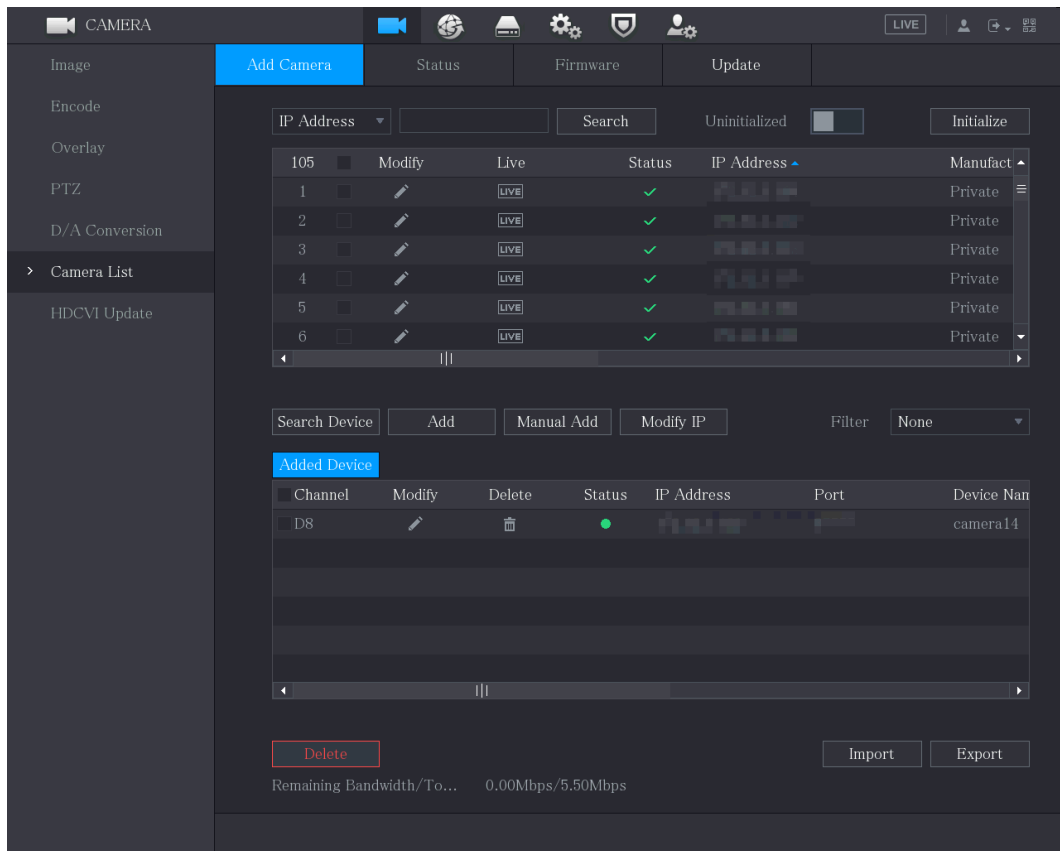 CAMERA
LIVE
Image
Encode
Overlay
PTZ
D/A Conversion
Camera List
HDCVI Update
Add Camera Status Firmware Update
IP Address Search Uninitialized Initialize
105 Modify Live Status IP Address Manufact
1 LIVE Private
2 LIVE Private
3 LIVE Private
4 LIVE Private
5 LIVE Private
6 LIVE Private
Search Device Add Manual Add Modify IP Filter None
Added Device
Channel Modify Delete Status IP Address Port Device Nam
D8 camera14
Delete Import Export
Remaining Bandwidth/To... 0.00Mbps/5.50Mbps